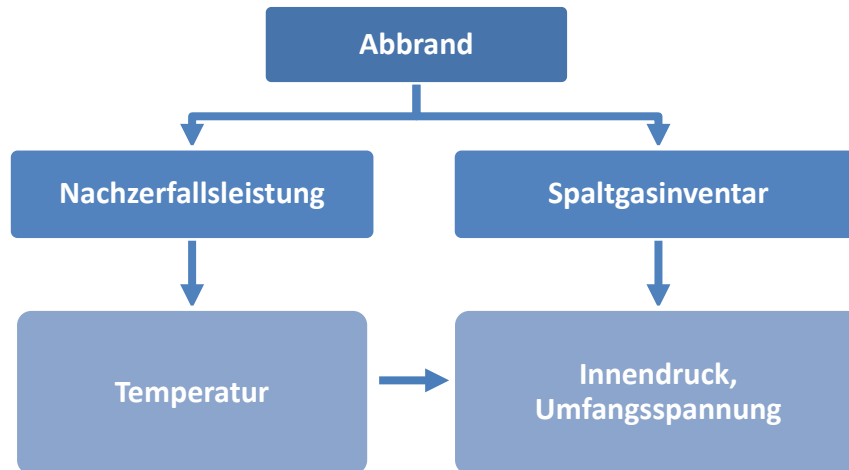 Abbrand
Nachzerfallsleistung
Spaltgasinventar
Temperatur
Innendruck,
Umfangsspannung